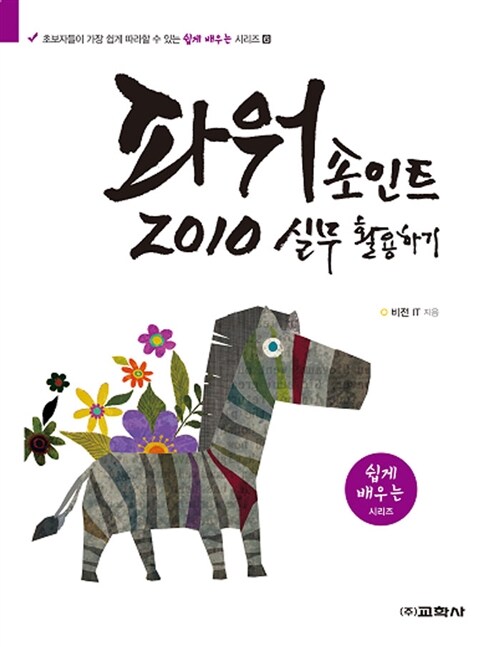 초보자들이 가장 쉽게 따라할 수 있는 쉽게 배우는 시리즈 6
파워 포인트
2010 실무 활용하기
비전 IT 지음
쉽게
배우는
시리즈
(주)교학사